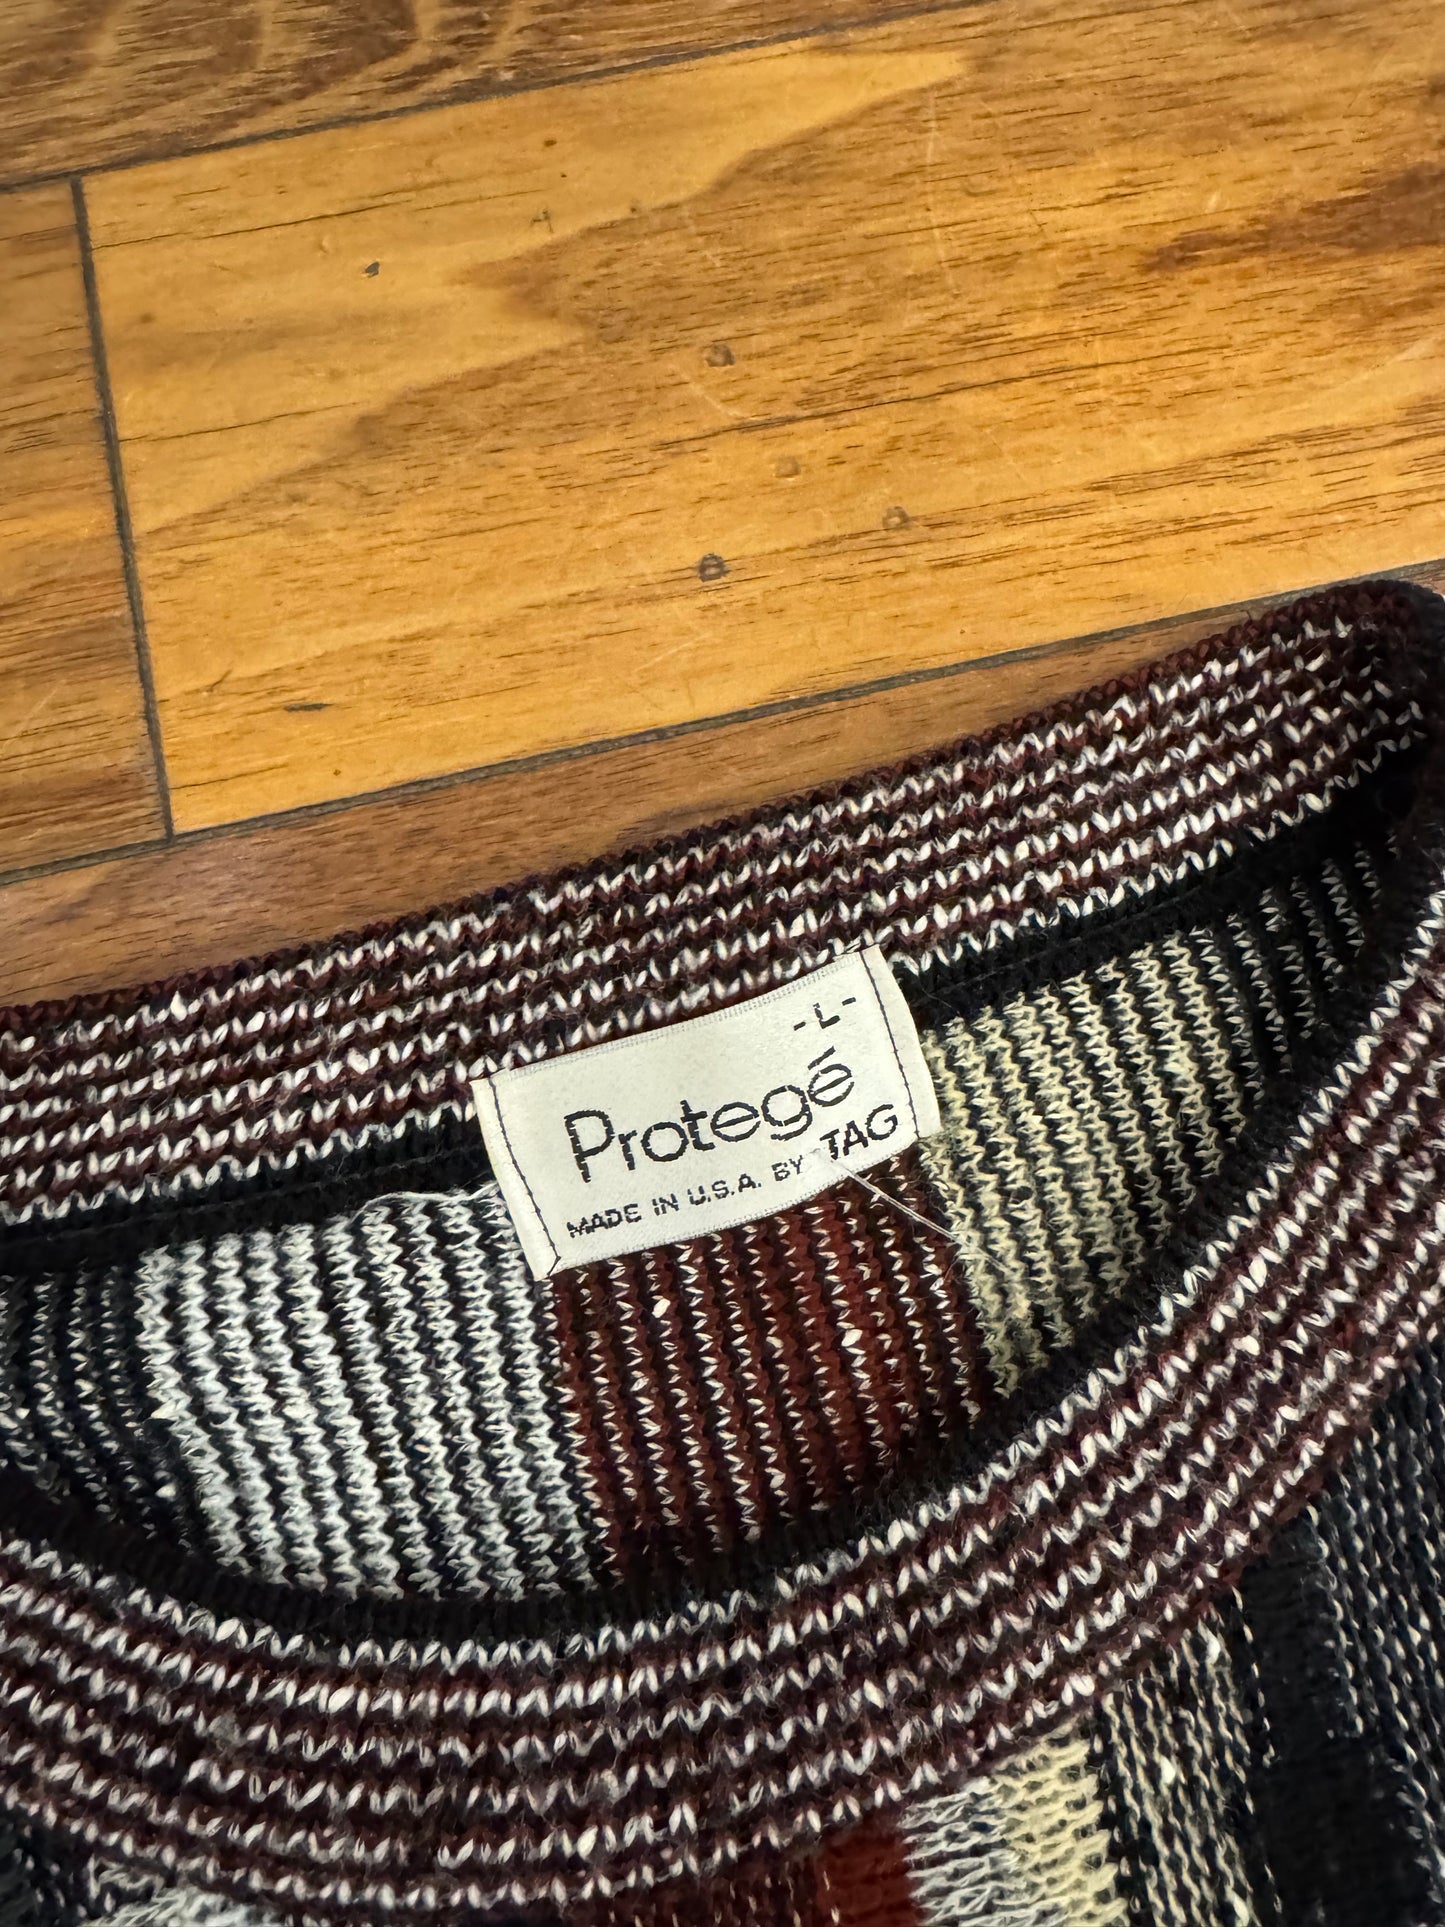 - L -
Protegé
MADE IN U.S.A. BY TAG